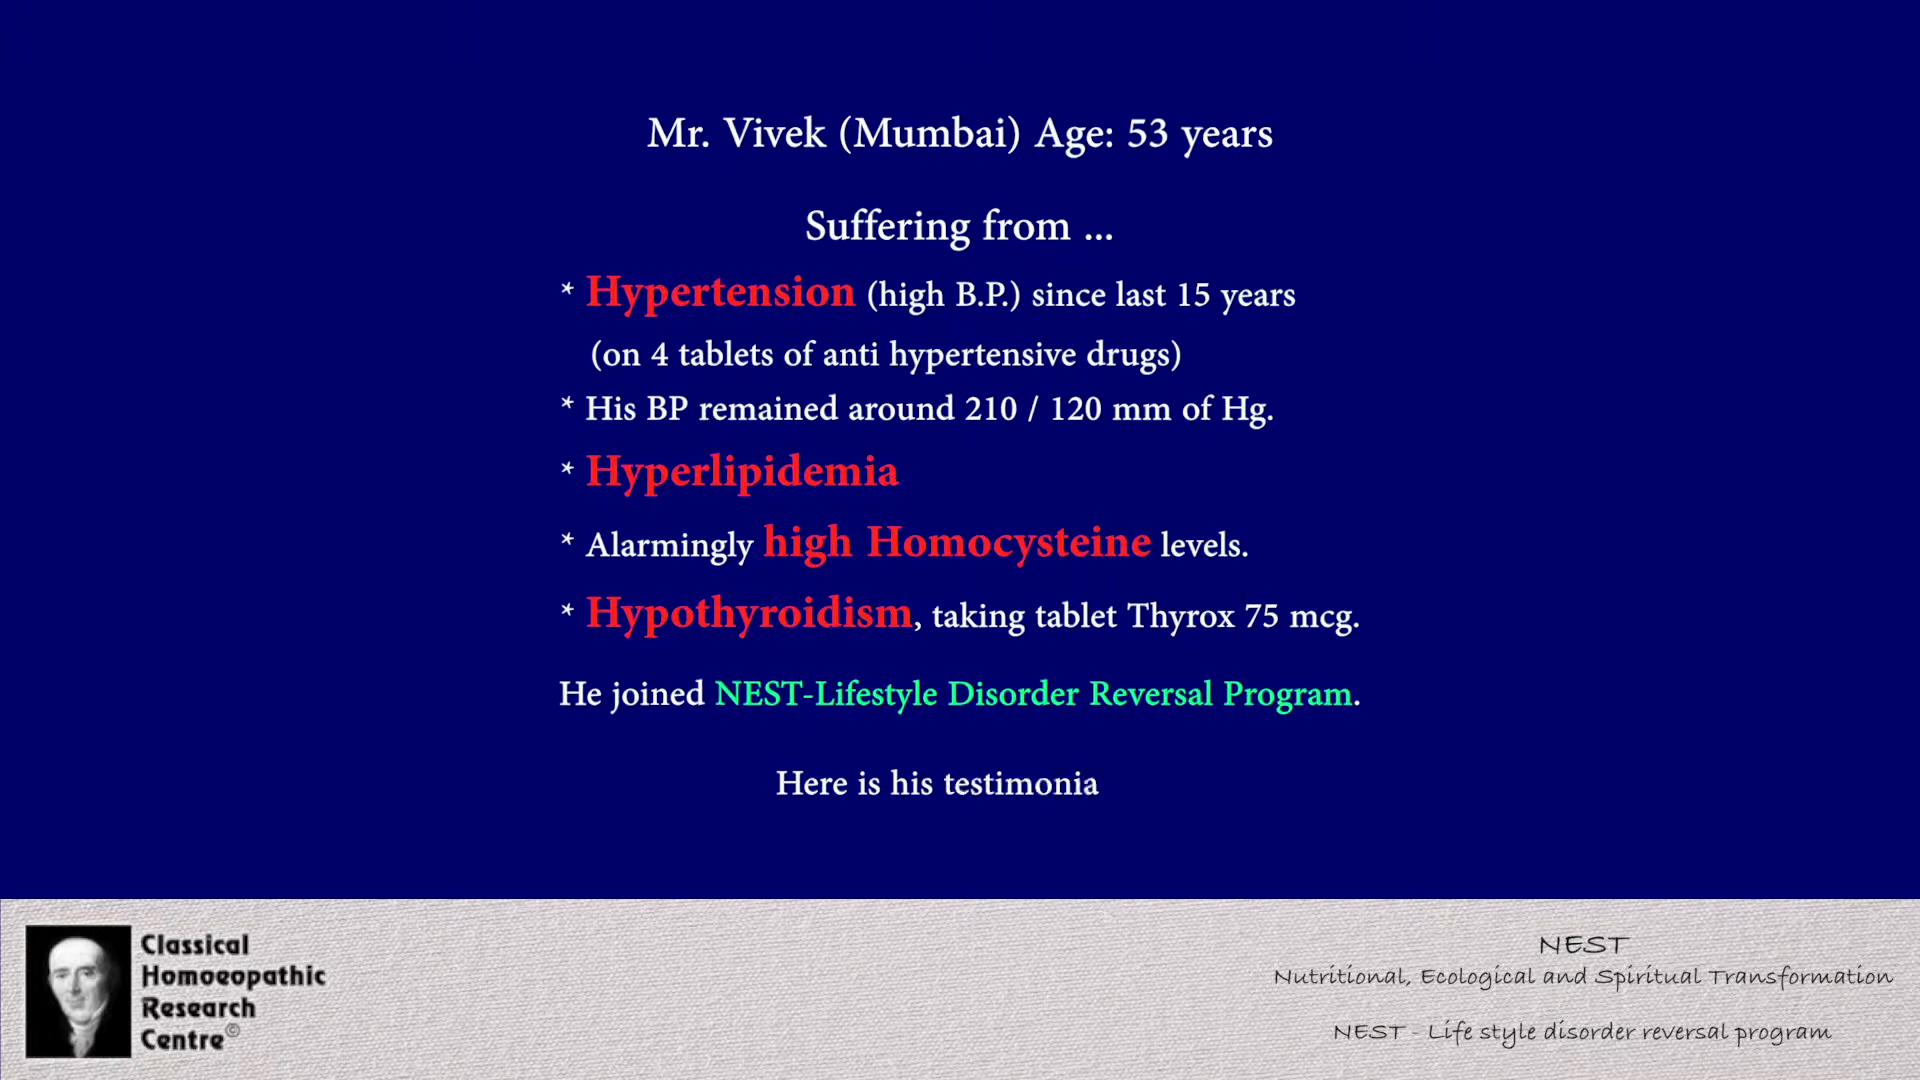 Mr. Vivek (Mumbai) Age: 53 years
Suffering from ...
* Hypertension (high B.P.) since last 15 years
(on 4 tablets of anti hypertensive drugs)
* His BP remained around 210 / 120 mm of Hg.
* Hyperlipidemia
* Alarmingly high Homocysteine levels.
* Hypothyroidism, taking tablet Thyrox 75 mcg.
He joined NEST-Lifestyle Disorder Reversal Program.
Here is his testimonia
Classical
Homoeopathic
Research
Centre©
NEST
Nutritional, Ecological and Spiritual Transformation
NEST - Life style disorder reversal program